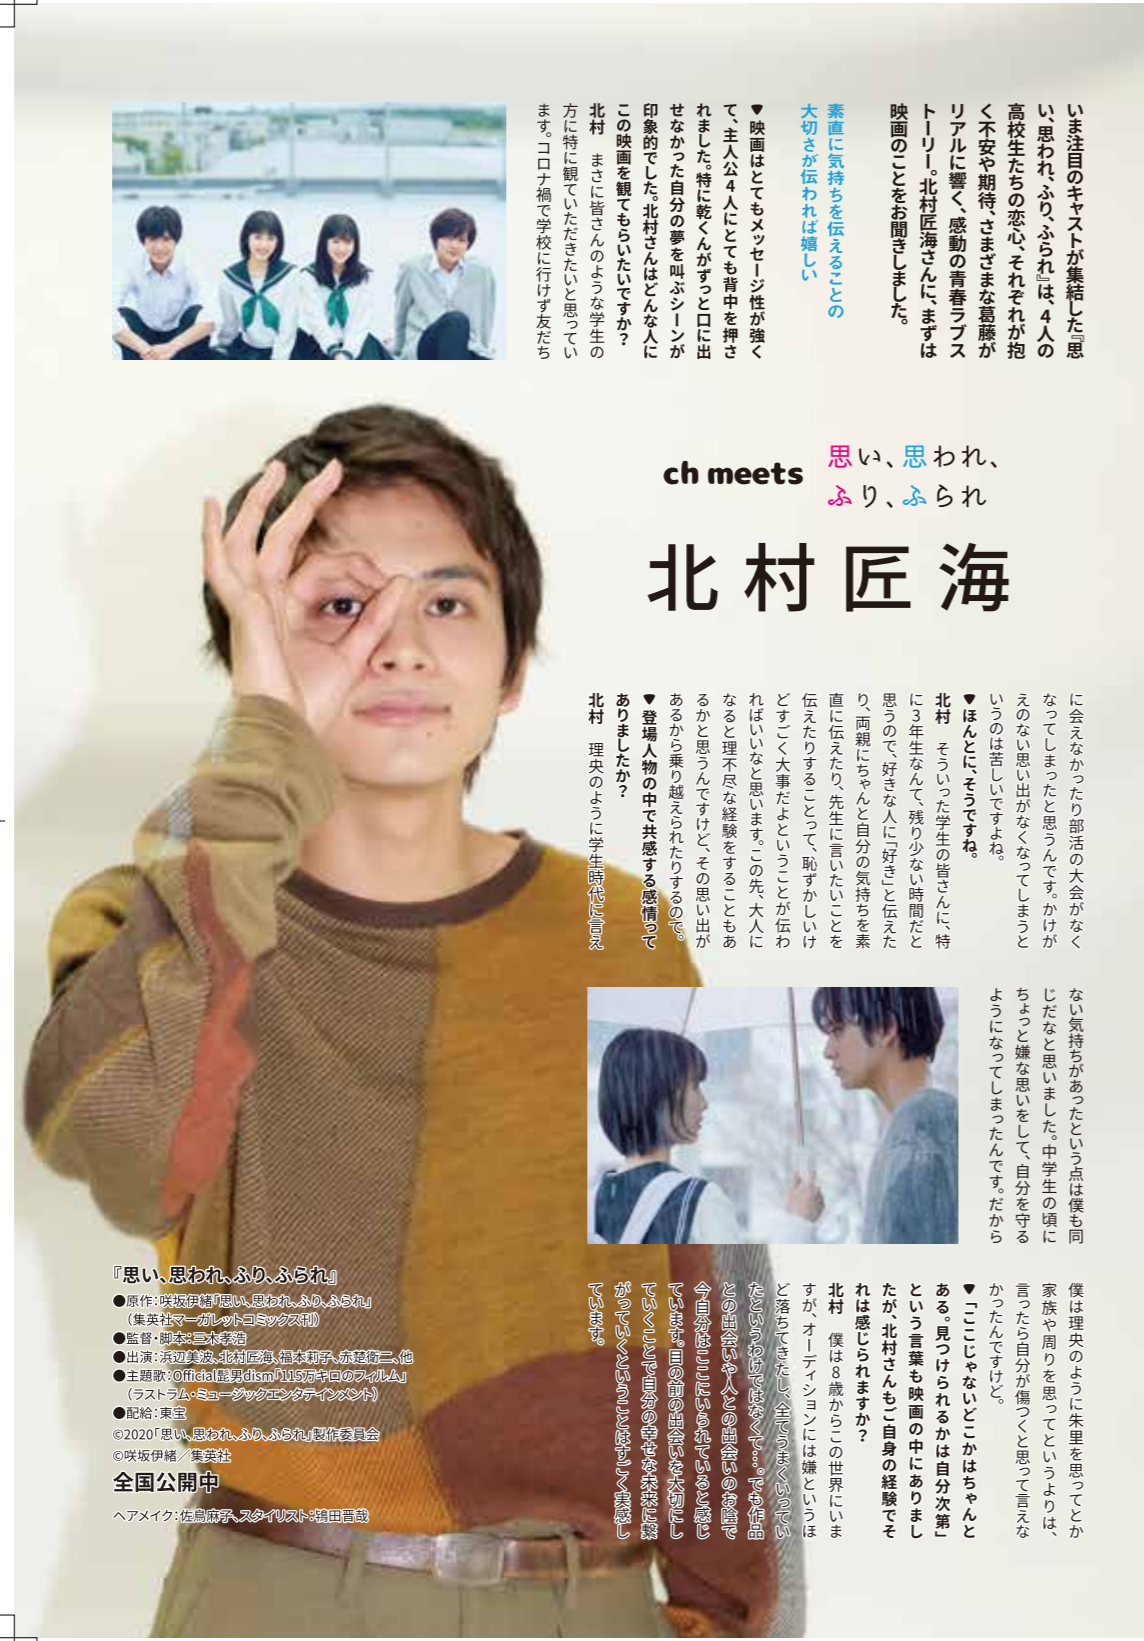 いま注目のキャストが集結した『思
い、思われ、ふり、ふられ』は、4人の
高校生たちの恋心、それぞれが抱
く不安や期待、さまざまな葛藤が
リアルに響く、感動の青春ラブス
トーリー。北村匠海さんに、まずは
映画のことをお聞きしました。
素直に気持ちを伝えることの
大切さが伝われば嬉しい
▼映画はとてもメッセージ性が強く
て、主人公4人にとても背中を押さ
れました。特に乾くんがずっと口に出
せなかった自分の夢を叫ぶシーンが
印象的でした。北村さんはどんな人に
この映画を観てもらいたいですか?
北村 まさに皆さんのような学生の
方に特に観ていただきたいと思ってい
ます。コロナ禍で学校に行けず友だち
ch meets
思い、思われ、
ふり、ふられ
北村匠海
に会えなかったり部活の大会がなく
なってしまったと思うんです。かけが
えのない思い出がなくなってしまうと
いうのは苦しいですよね。
▼ほんとに、そうですね。
北村 そういった学生の皆さんに、特
に3年生なんて、残り少ない時間だと
思うので、好きな人に「好き」と伝えた
り、両親にちゃんと自分の気持ちを素
直に伝えたり、先生に言いたいことを
伝えたりすることって、恥ずかしいけ
どすごく大事だよということが伝わ
ればいいなと思います。この先、大人に
なると理不尽な経験をすることもあ
るかと思うんですけど、その思い出が
あるから乗り越えられたりするので。
▼登場人物の中で共感する感情って
ありましたか?
北村 理央のように学生時代に言え
ない気持ちがあったという点は僕も同
じだなと思いました。中学生の頃に
ちょっと嫌な思いをして、自分を守る
ようになってしまったんです。だから
僕は理央のように朱里を思ってとか
家族や周りを思ってというよりは、
言ったら自分が傷つくと思って言えな
かったんですけど。
▼「ここじゃないどこかはちゃんと
ある。見つけられるかは自分次第」
という言葉も映画の中にありまし
たが、北村さんもご自身の経験でそ
れは感じられますか?
北村 僕は8歳からこの世界にいま
すが、オーディションには嫌というほ
ど落ちてきたし、全てうまくいってい
たというわけではなくて…。でも作品
との出会いや人との出会いのお陰で
今自分はここにいられていると感じ
ています。目の前の出会いを大切にし
ていくことで自分の幸せな未来に繋
がっていくということはすごく実感し
ています。
『思い、思われ、ふり、ふられ』
●原作:咲坂伊緒「思い、思われ、ふり、ふられ」
(集英社マーガレットコミックス刊)
●監督・脚本:三木孝浩
●出演:浜辺美波、北村匠海、福本莉子、赤楚衛二、他
●主題歌:Official髭男dism「115万キロのフィルム」
(ラストラム・ミュージックエンタテインメント)
●配給:東宝
©2020「思い、思われ、ふり、ふられ」製作委員会
©咲坂伊緒/集英社
全国公開中
ヘアメイク:佐鳥麻子、スタイリスト:鴇田晋哉